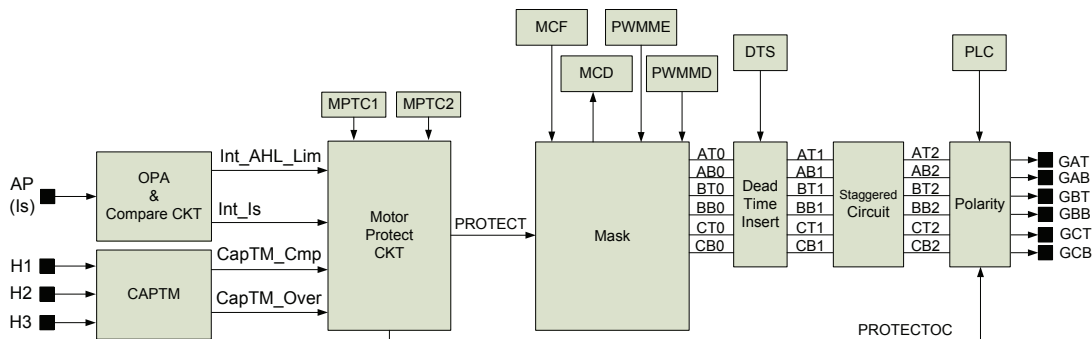 MCF
PWMME
DTS
PLC
MCD
PWMMD
MPTC1
MPTC2
AP
(Is)
OPA
&
Compare CKT
Int_AHL_Lim
Int_Is
H1
H2
H3
CAPTM
CapTM_Cmp
CapTM_Over
Motor
Protect
CKT
PROTECT
Mask
AT0
AB0
BT0
BB0
CT0
CB0
Dead
Time
Insert
AT1
AB1
BT1
BB1
CT1
CB1
Staggered
Circuit
AT2
AB2
BT2
BB2
CT2
CB2
Polarity
GAT
GAB
GBT
GBB
GCT
GCB
PROTECTOC